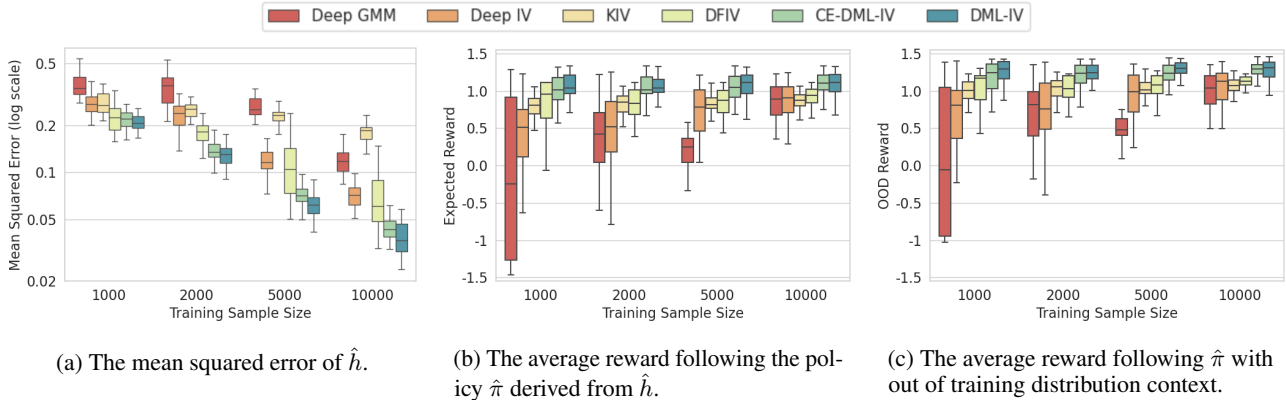 Deep GMM Deep IV KIV DFIV CE-DML-IV DML-IV
Mean Squared Error (log scale)
0.5
0.2
0.1
0.05
0.02
1000 2000 5000 10000
Training Sample Size
(a) The mean squared error of ĥ.
Expected Reward
1.5
1.0
0.5
0.0
-0.5
-1
-1.5
1000 2000 5000 10000
Training Sample Size
(b) The average reward following the pol-
icy π̂ derived from ĥ.
OOD Reward
1.5
1.0
0.5
0.0
-0.5
-1
-1.5
1000 2000 5000 10000
Training Sample Size
(c) The average reward following π̂ with
out of training distribution context.